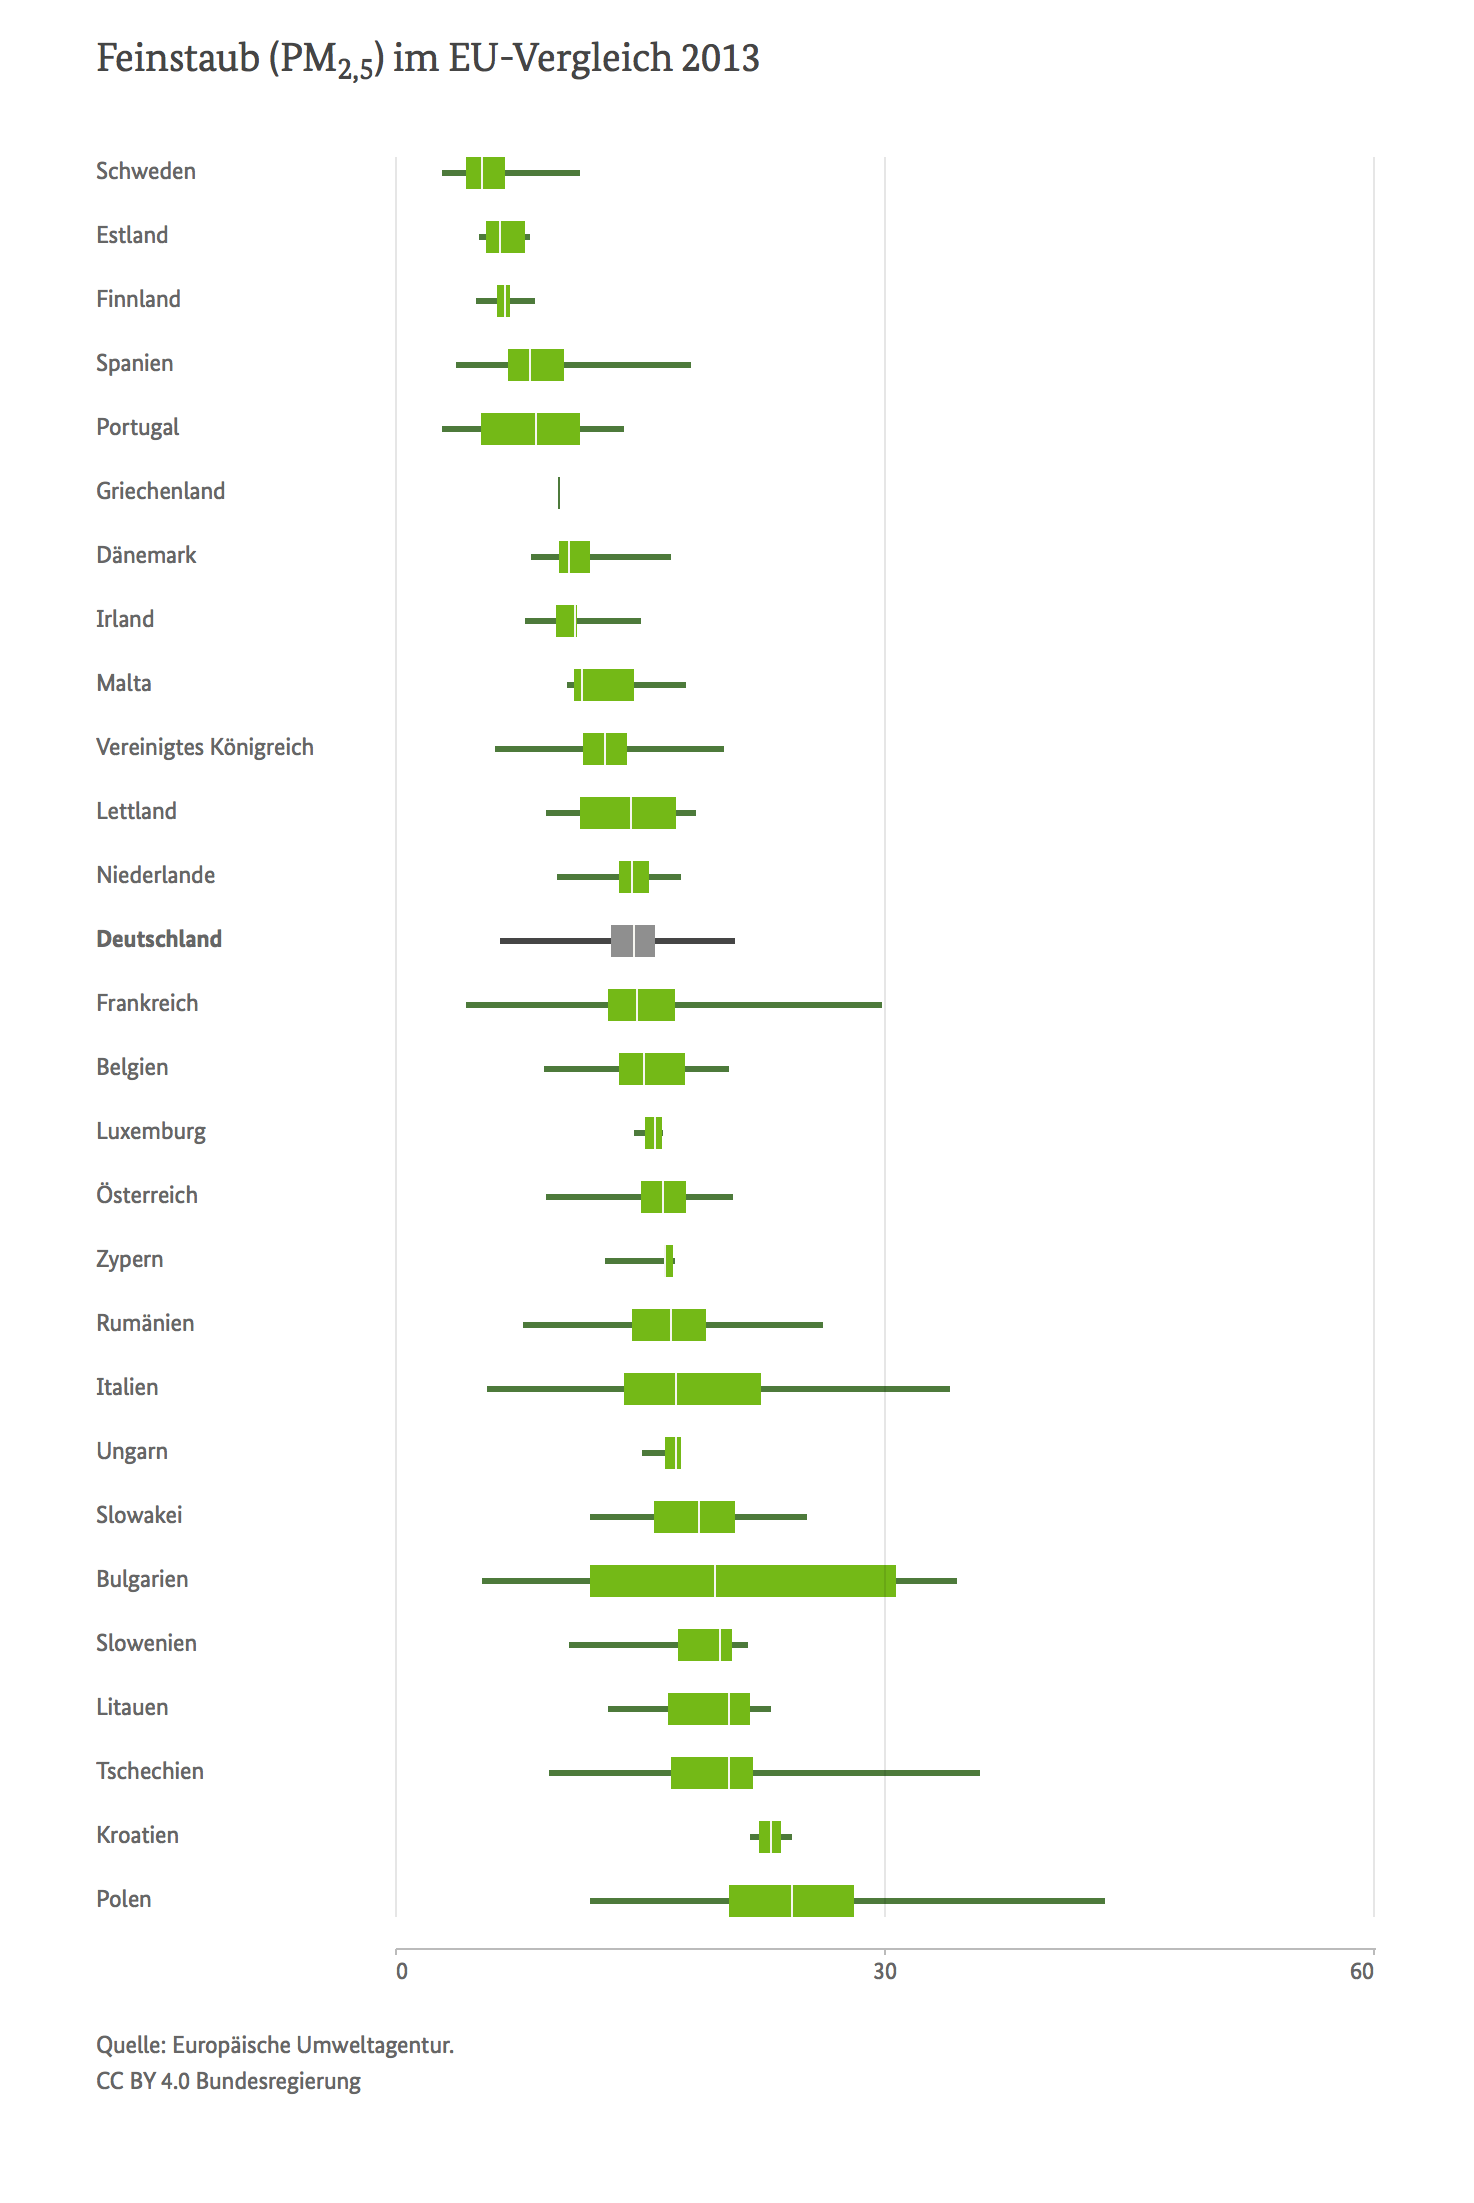 Feinstaub (PM2,5) im EU-Vergleich 2013
Schweden
Estland
Finnland
Spanien
Portugal
Griechenland
Dänemark
Irland
Malta
Vereinigtes Königreich
Lettland
Niederlande
Deutschland
Frankreich
Belgien
Luxemburg
Österreich
Zypern
Rumänien
Italien
Ungarn
Slowakei
Bulgarien
Slowenien
Litauen
Tschechien
Kroatien
Polen
0 30 60
Quelle: Europäische Umweltagentur.
CC BY 4.0 Bundesregierung